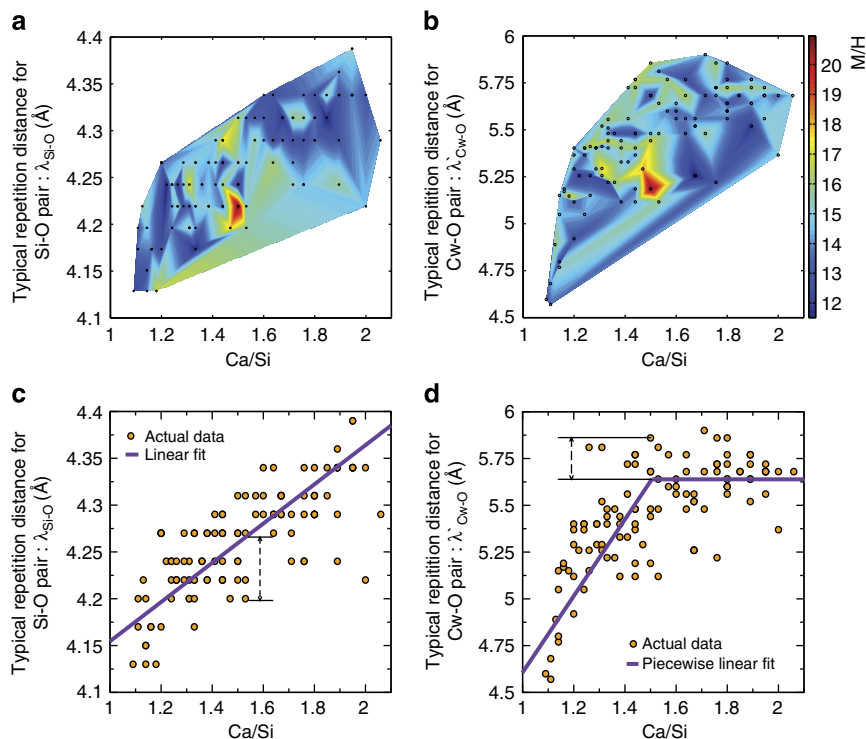 a
Typical repetition distance for
Si-O pair : λSi-O (Å)
4.4
4.35
4.3
4.25
4.2
4.15
4.1
1 1.2 1.4 1.6 1.8 2
Ca/Si
b
Typical repitition distance for
Cw-O pair : λ`Cw-O (Å)
6
5.75
5.5
5.25
5
4.75
4.5
1 1.2 1.4 1.6 1.8 2
Ca/Si
M/H
20
19
18
17
16
15
14
13
12
c
Typical repetition distance for
Si-O pair : λSi-O (Å)
4.4
4.35
4.3
4.25
4.2
4.15
4.1
Actual data
Linear fit
1 1.2 1.4 1.6 1.8 2
Ca/Si
d
Typical repitition distance for
Cw-O pair : λ`Cw-O (Å)
6
5.75
5.5
5.25
5
4.75
4.5
Actual data
Piecewise linear fit
1 1.2 1.4 1.6 1.8 2
Ca/Si